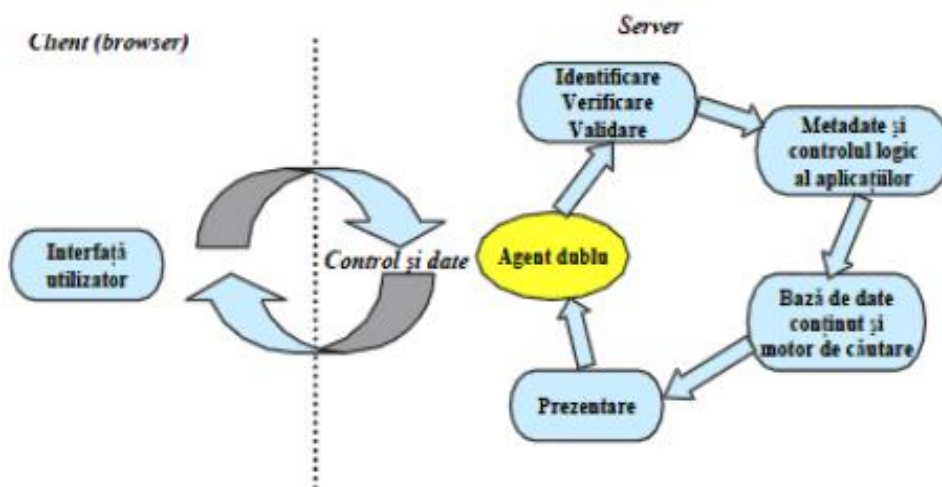 Client (browser)
Server
Identificare
Verificare
Validare
Metadate și
controlul logic
al aplicațiilor
Interfață
utilizator
Control și date
Agent dublu
Bază de date
conținut și
motor de căutare
Prezentare